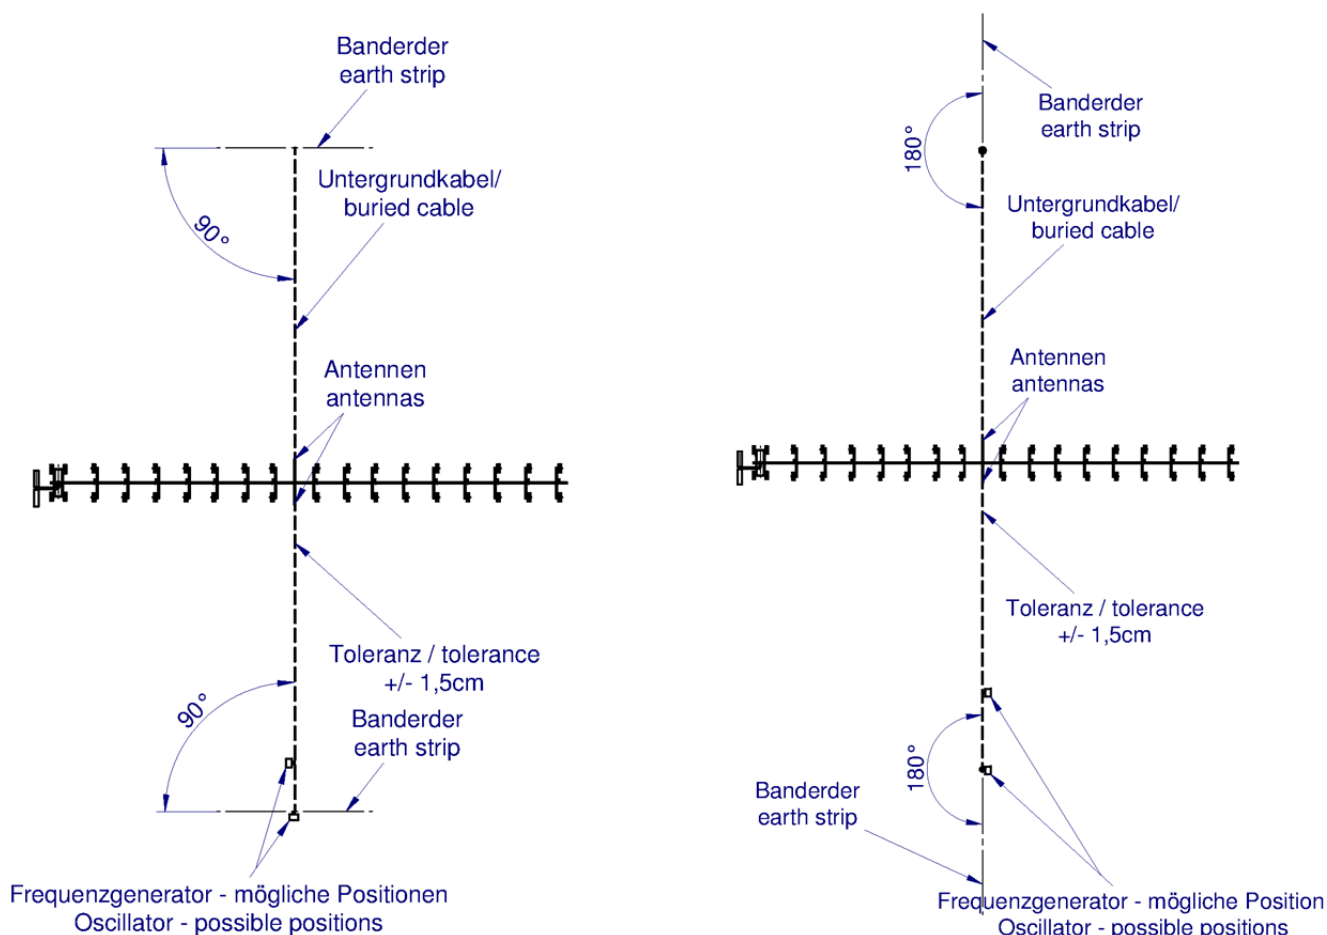 Banderder
earth strip
90°
Untergrundkabel/
buried cable
Antennen
antennas
Toleranz / tolerance
+/- 1,5cm
90°
Banderder
earth strip
Frequenzgenerator - mögliche Positionen
Oscillator - possible positions
Banderder
earth strip
180°
Untergrundkabel/
buried cable
Antennen
antennas
Toleranz / tolerance
+/- 1,5cm
180°
Banderder
earth strip
Frequenzgenerator - mögliche Position
Oscillator - possible positions